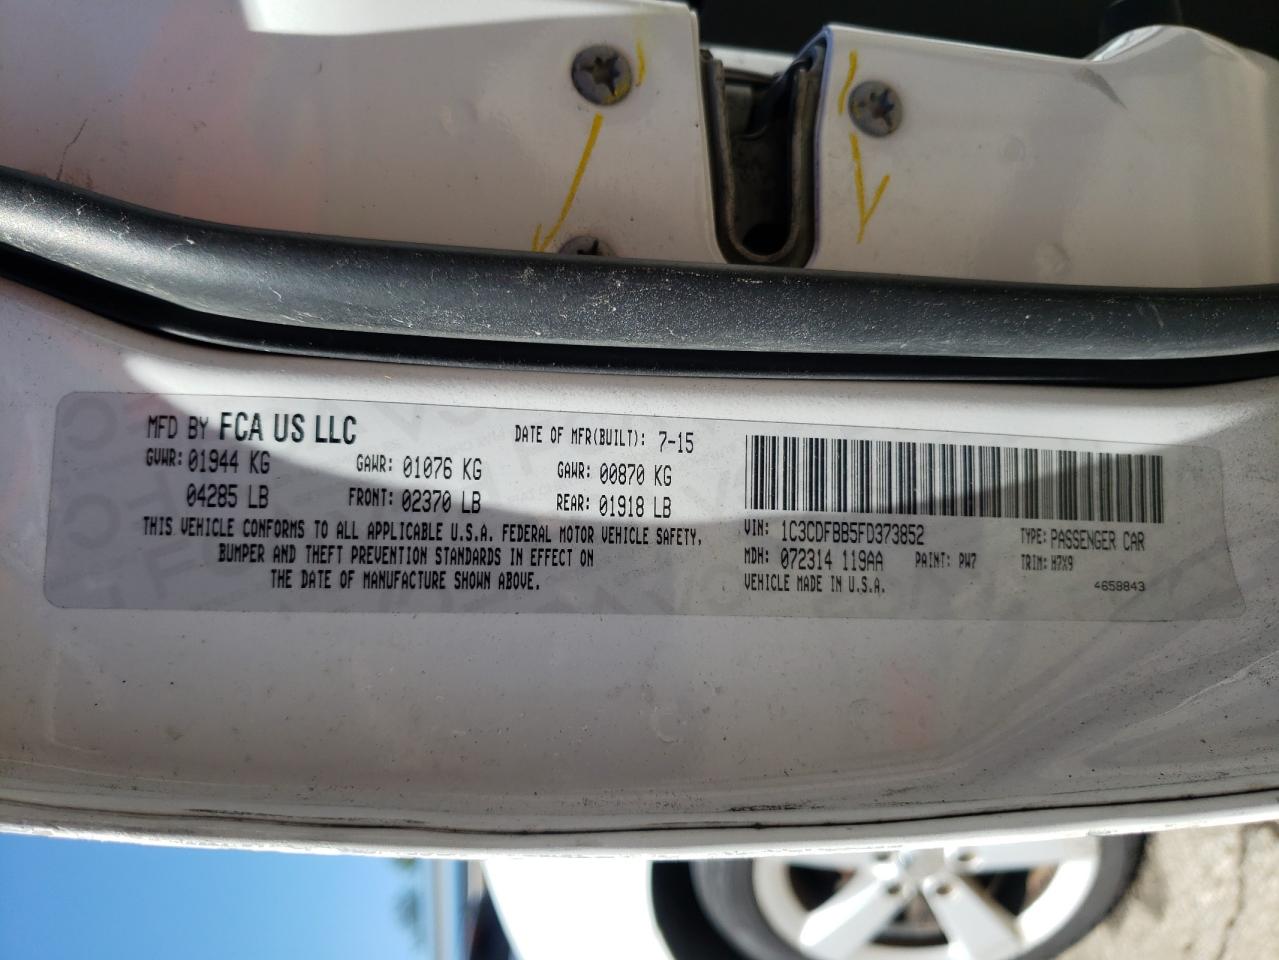 MFD BY FCA US LLC
DATE OF MFR(BUILT): 7-15
GVWR: 01944 KG
GAWR: 01076 KG
GAWR: 00870 KG
04285 LB
FRONT: 02370 LB
REAR: 01918 LB
THIS VEHICLE CONFORMS TO ALL APPLICABLE U.S.A. FEDERAL MOTOR VEHICLE SAFETY,
BUMPER AND THEFT PREVENTION STANDARDS IN EFFECT ON
THE DATE OF MANUFACTURE SHOWN ABOVE.
VIN: 1C3CDFBB5FD373852
TYPE: PASSENGER CAR
MDH: 072314 119AA
PAINT: PW7
TRIM: H7X9
VEHICLE MADE IN U.S.A.
4658843